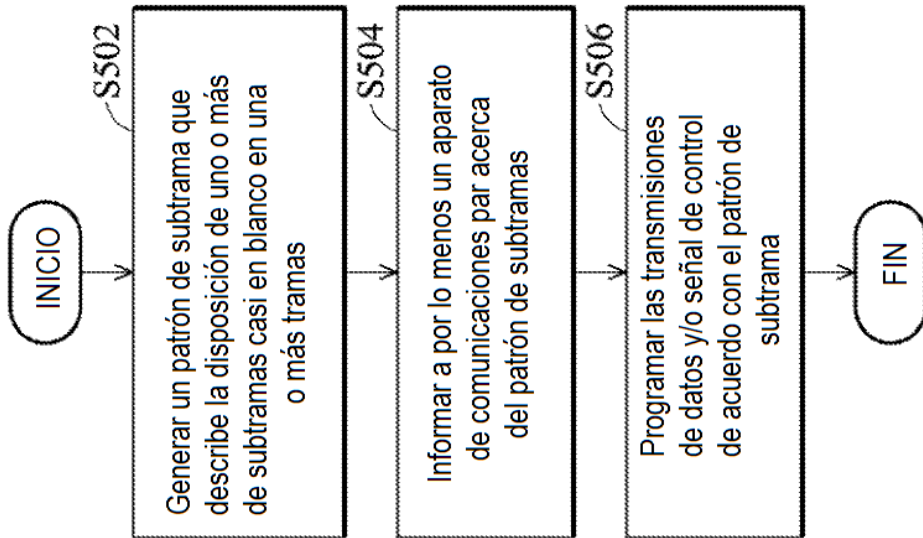 INICIO
S502
Generar un patrón de subtrama que
describe la disposición de uno o más
de subtramas casi en blanco en una
o más tramas
S504
Informar a por lo menos un aparato
de comunicaciones par acerca
del patrón de subtramas
S506
Programar las transmisiones
de datos y/o señal de control
de acuerdo con el patrón de
subtrama
FIN